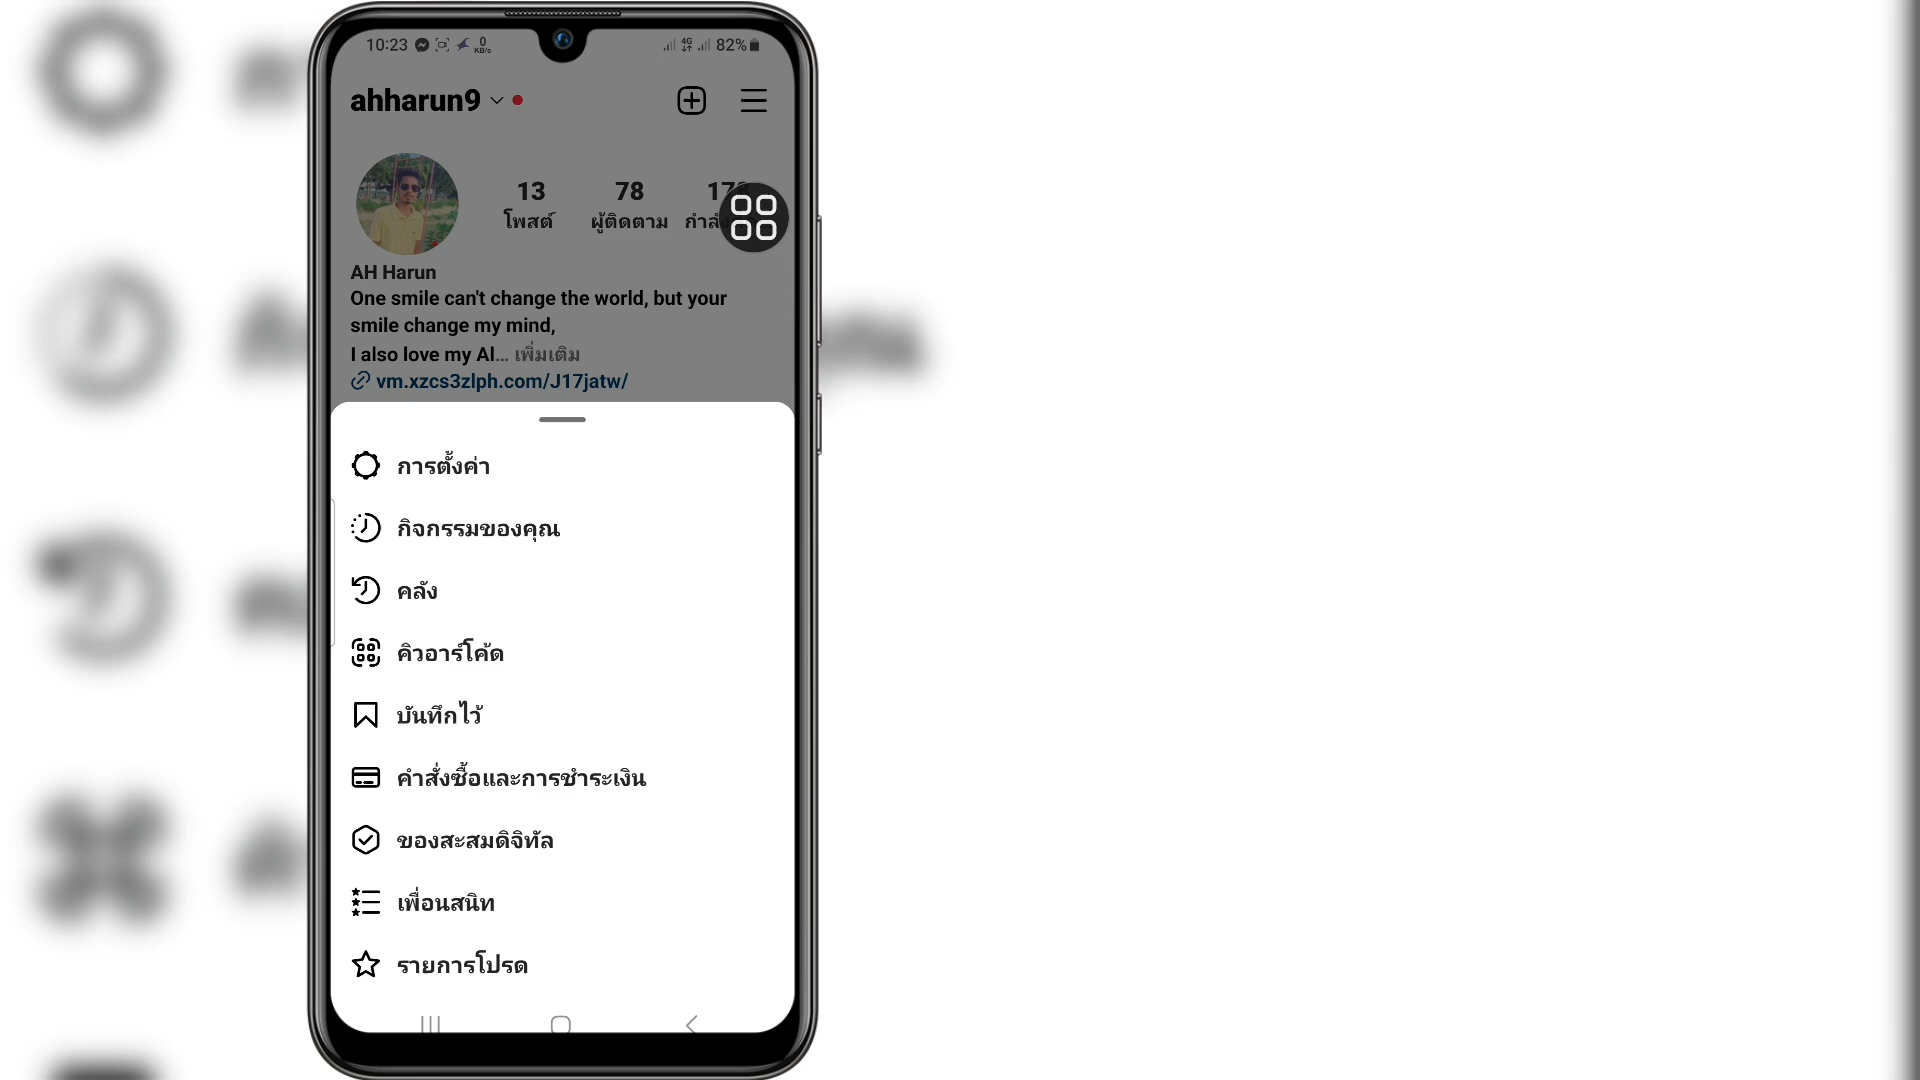 10:23 0 KB/s 4G 82%
ahharun9
13 78
โพสต์ ผู้ติดตาม
AH Harun
One smile can't change the world, but your
smile change my mind,
I also love my Al... เพิ่มเติม
vm.xzcs3zlph.com/J17jatw/
การตั้งค่า
กิจกรรมของคุณ
คลัง
คิวอาร์โค้ด
บันทึกไว้
คำสั่งซื้อและการชำระเงิน
ของสะสมดิจิทัล
เพื่อนสนิท
รายการโปรด